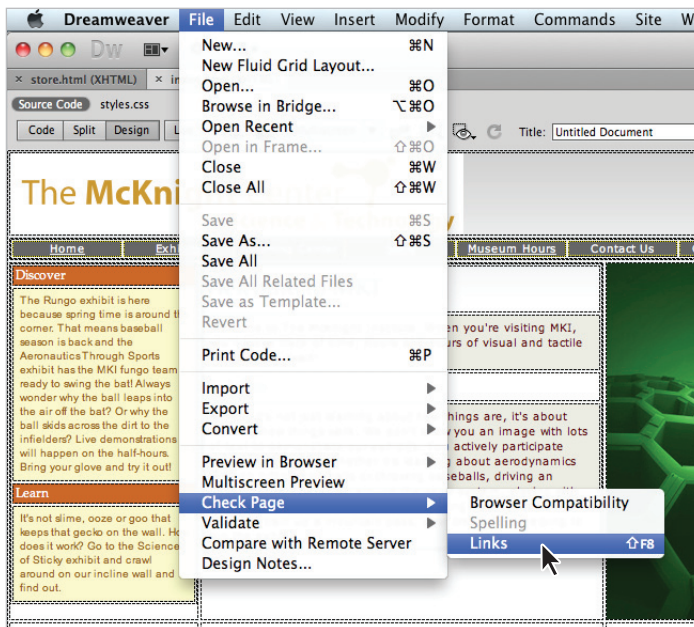 Dreamweaver File Edit View Insert Modify Format Commands Site W
Dw
× store.html (XHTML) × in
Source Code styles.css
Code Split Design L
Title: Untitled Document
New... ⌘N
New Fluid Grid Layout...
Open... ⌘O
Browse in Bridge... ⌥⌘O
Open Recent ▶
Open in Frame... ⇧⌘O
Close ⌘W
Close All ⇧⌘W
Save ⌘S
Save As... ⇧⌘S
Save All
Save All Related Files
Save as Template...
Revert
Print Code... ⌘P
Import ▶
Export ▶
Convert ▶
Preview in Browser ▶
Multiscreen Preview
Check Page ▶
Validate ▶
Compare with Remote Server
Design Notes...
Browser Compatibility
Spelling
Links ⇧F8
The McKni
Home Exh Museum Hours Contact Us
Discover
The Rungo exhibit is here
because spring time is around t
corner. That means baseball
season is back and the
Aeronautics Through Sports
exhibit has the MKI fungo team
ready to swing the bat! Always
wonder why the ball leaps into
the air off the bat? Or why the
ball skids across the dirt to the
infielders? Live demonstrations
will happen on the half-hours.
Bring your glove and try it out!
Learn
It's not slime, ooze or goo that
keeps that gecko on the wall. Ho
does it work? Go to the Science
of Sticky exhibit and crawl
around on our incline wall and
find out.
en you're visiting MKI,
urs of visual and tactile
hings are, it's about
w you an image with lots
actively participate
g about aerodynamics
seballs, driving an